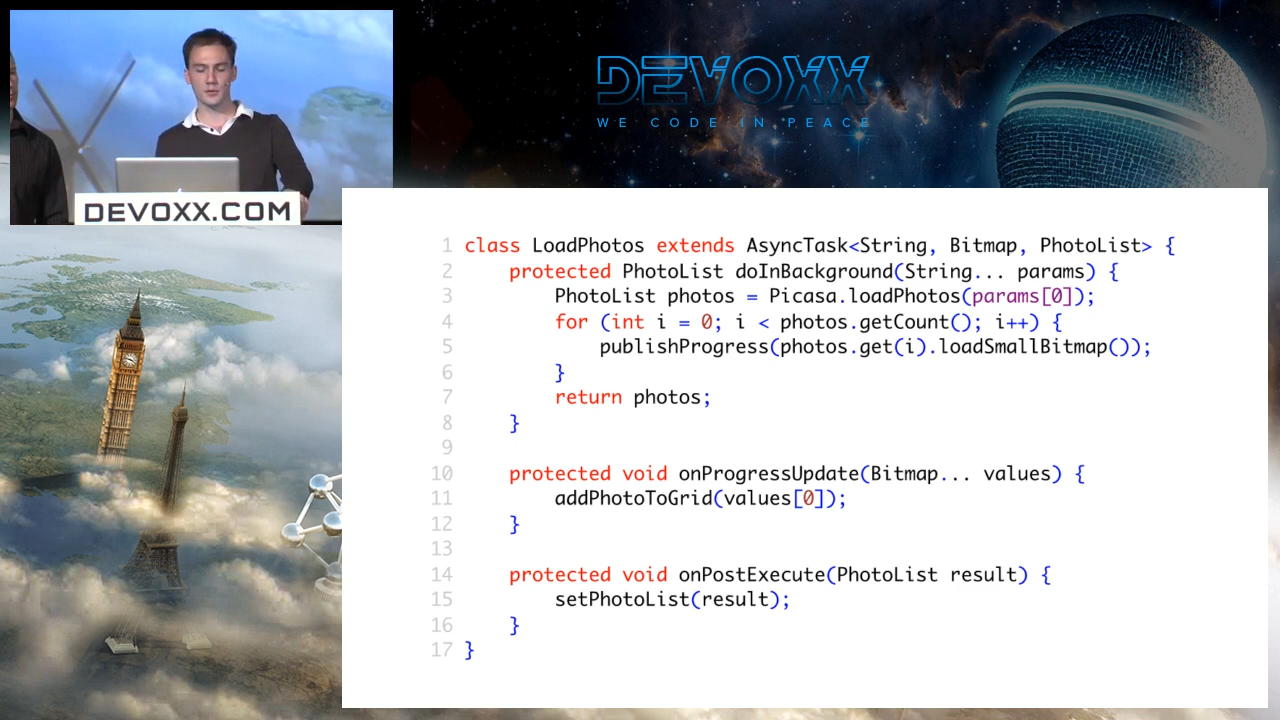 DEVOXX
WE CODE IN PEACE
DEVOXX.COM
1 class LoadPhotos extends AsyncTask<String, Bitmap, PhotoList> {
2     protected PhotoList doInBackground(String... params) {
3         PhotoList photos = Picasa.loadPhotos(params[0]);
4         for (int i = 0; i < photos.getCount(); i++) {
5             publishProgress(photos.get(i).loadSmallBitmap());
6         }
7         return photos;
8     }
9
10     protected void onProgressUpdate(Bitmap... values) {
11         addPhotoToGrid(values[0]);
12     }
13
14     protected void onPostExecute(PhotoList result) {
15         setPhotoList(result);
16     }
17 }